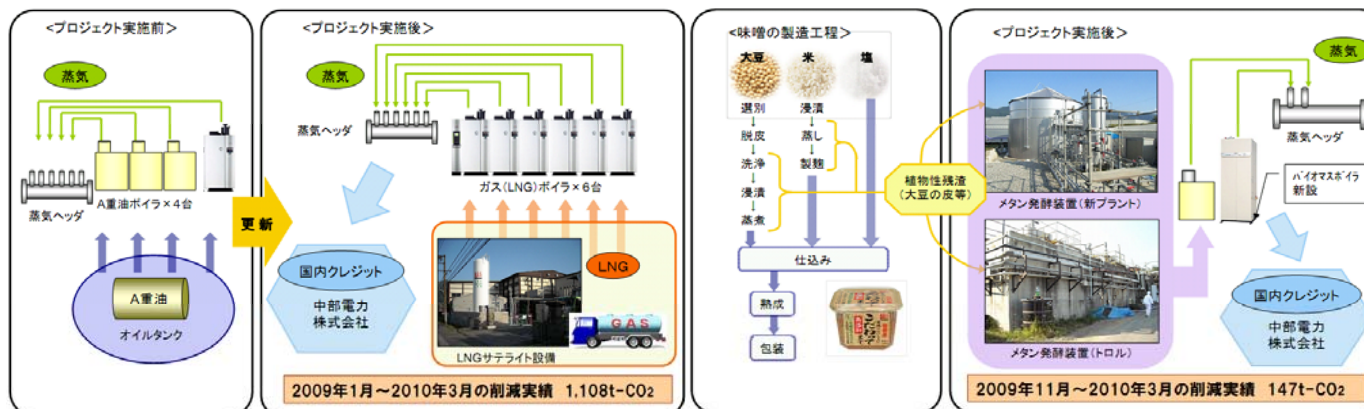 <プロジェクト実施前>
蒸気
蒸気ヘッダ
A重油ボイラ×4台
A重油
オイルタンク
更新
<プロジェクト実施後>
蒸気
蒸気ヘッダ
ガス(LNG)ボイラ×6台
国内クレジット
中部電力
株式会社
LNG
GAS
LNGサテライト設備
2009年1月～2010年3月の削減実績 1,108t-CO2
<味噌の製造工程>
大豆
米
塩
選別
↓
脱皮
↓
洗浄
↓
浸漬
↓
蒸煮
浸漬
↓
蒸し
↓
製麹
仕込み
熟成
包装
植物性残渣
(大豆の皮等)
<プロジェクト実施後>
メタン発酵装置(新プラント)
メタン発酵装置(トロル)
蒸気
蒸気ヘッダ
バイオマスボイラ
新設
国内クレジット
中部電力
株式会社
2009年11月～2010年3月の削減実績 147t-CO2